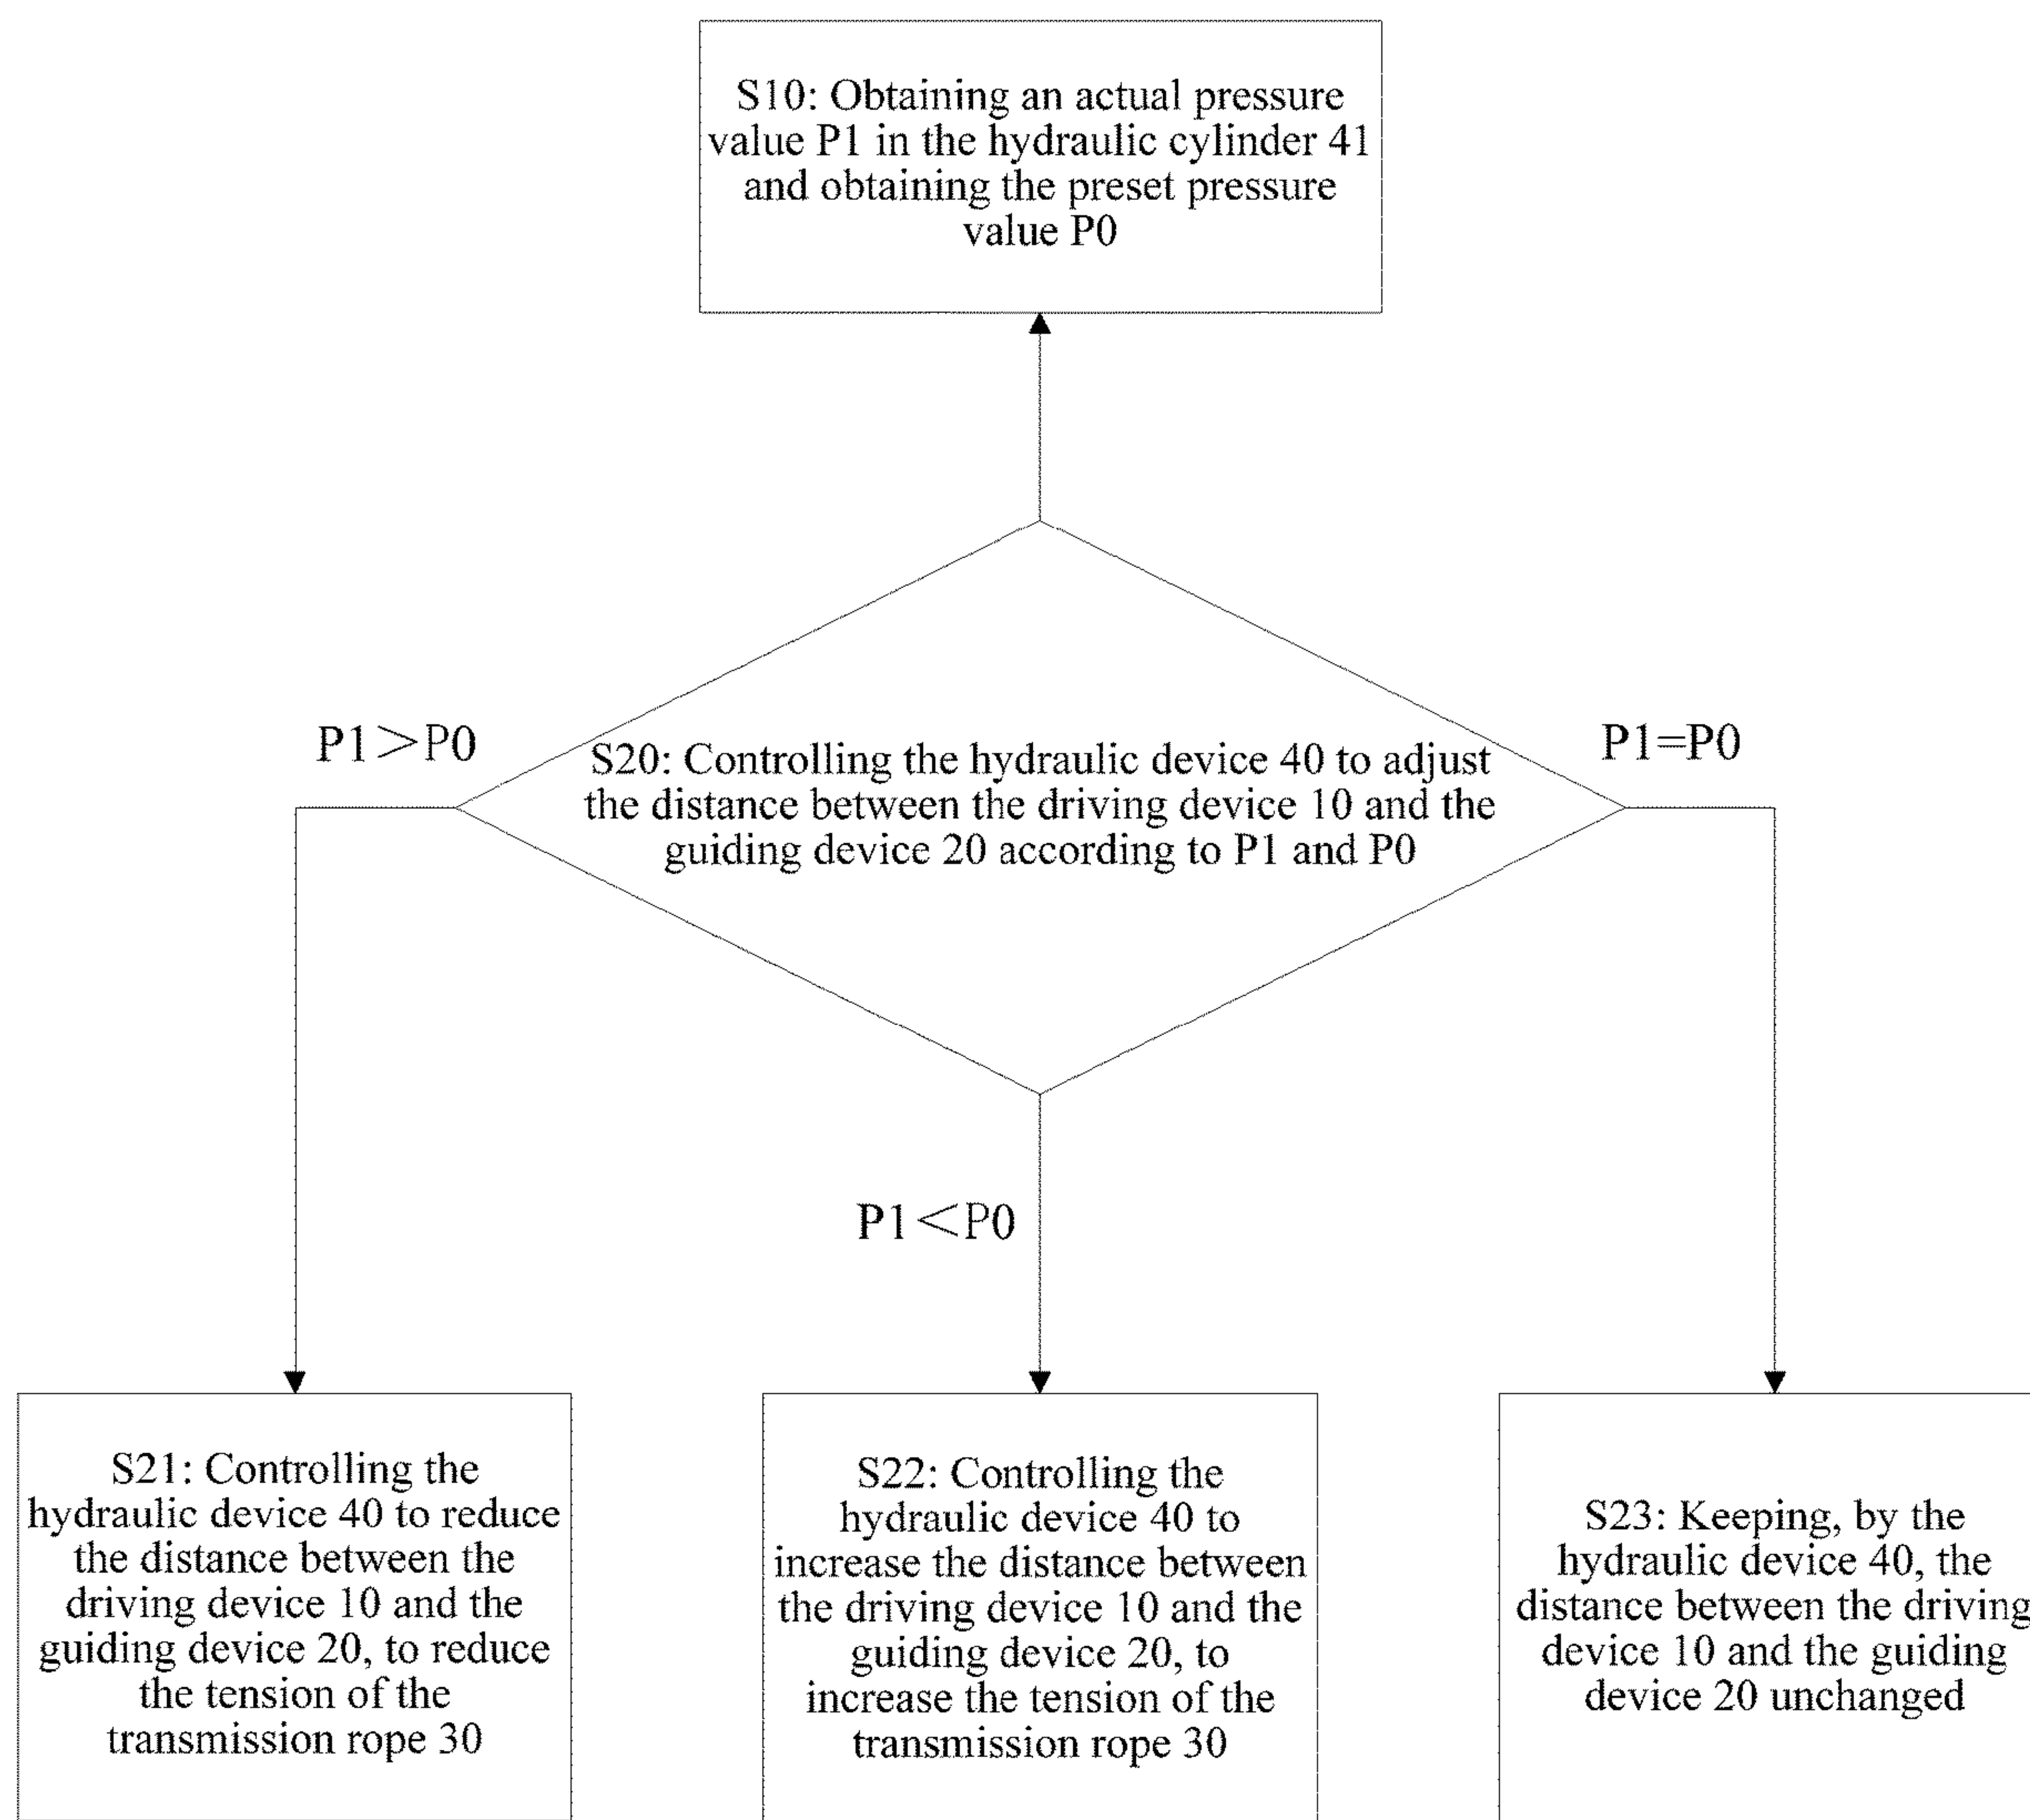 S10: Obtaining an actual pressure
value P1 in the hydraulic cylinder 41
and obtaining the preset pressure
value P0
P1>P0
P1=P0
S20: Controlling the hydraulic device 40 to adjust
the distance between the driving device 10 and the
guiding device 20 according to P1 and P0
P1<P0
S21: Controlling the
hydraulic device 40 to reduce
the distance between the
driving device 10 and the
guiding device 20, to reduce
the tension of the
transmission rope 30
S22: Controlling the
hydraulic device 40 to
increase the distance between
the driving device 10 and the
guiding device 20, to
increase the tension of the
transmission rope 30
S23: Keeping, by the
hydraulic device 40, the
distance between the driving
device 10 and the guiding
device 20 unchanged